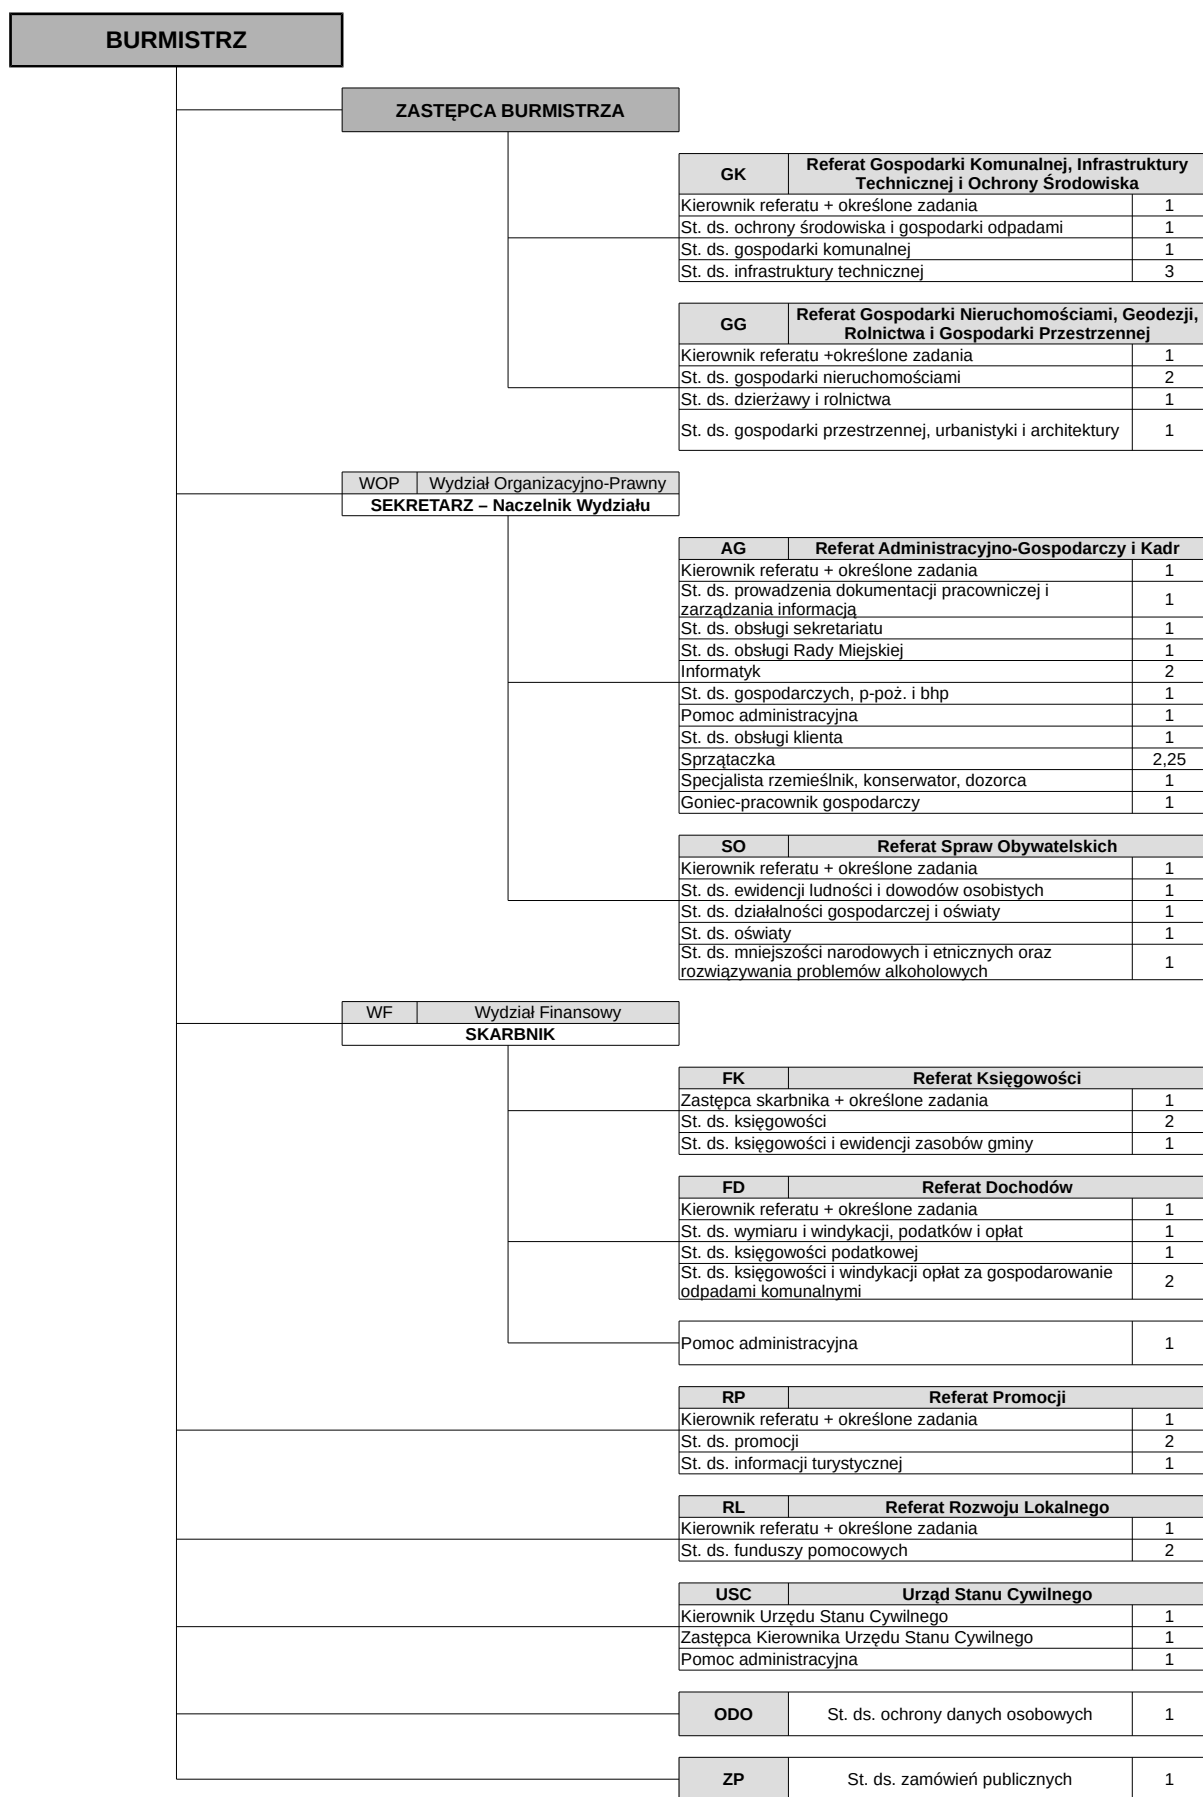 BURMISTRZ
ZASTĘPCA BURMISTRZA
GK Referat Gospodarki Komunalnej, Infrastruktury
Technicznej i Ochrony Środowiska
Kierownik referatu + określone zadania 1
St. ds. ochrony środowiska i gospodarki odpadami 1
St. ds. gospodarki komunalnej 1
St. ds. infrastruktury technicznej 3
GG Referat Gospodarki Nieruchomościami, Geodezji,
Rolnictwa i Gospodarki Przestrzennej
Kierownik referatu +określone zadania 1
St. ds. gospodarki nieruchomościami 2
St. ds. dzierżawy i rolnictwa 1
St. ds. gospodarki przestrzennej, urbanistyki i architektury 1
WOP Wydział Organizacyjno-Prawny
SEKRETARZ – Naczelnik Wydziału
AG Referat Administracyjno-Gospodarczy i Kadr
Kierownik referatu + określone zadania 1
St. ds. prowadzenia dokumentacji pracowniczej i
zarządzania informacją 1
St. ds. obsługi sekretariatu 1
St. ds. obsługi Rady Miejskiej 1
Informatyk 2
St. ds. gospodarczych, p-poż. i bhp 1
Pomoc administracyjna 1
St. ds. obsługi klienta 1
Sprzątaczka 2,25
Specjalista rzemieślnik, konserwator, dozorca 1
Goniec-pracownik gospodarczy 1
SO Referat Spraw Obywatelskich
Kierownik referatu + określone zadania 1
St. ds. ewidencji ludności i dowodów osobistych 1
St. ds. działalności gospodarczej i oświaty 1
St. ds. oświaty 1
St. ds. mniejszości narodowych i etnicznych oraz
rozwiązywania problemów alkoholowych 1
WF Wydział Finansowy
SKARBNIK
FK Referat Księgowości
Zastępca skarbnika + określone zadania 1
St. ds. księgowości 2
St. ds. księgowości i ewidencji zasobów gminy 1
FD Referat Dochodów
Kierownik referatu + określone zadania 1
St. ds. wymiaru i windykacji, podatków i opłat 1
St. ds. księgowości podatkowej 1
St. ds. księgowości i windykacji opłat za gospodarowanie
odpadami komunalnymi 2
Pomoc administracyjna 1
RP Referat Promocji
Kierownik referatu + określone zadania 1
St. ds. promocji 2
St. ds. informacji turystycznej 1
RL Referat Rozwoju Lokalnego
Kierownik referatu + określone zadania 1
St. ds. funduszy pomocowych 2
USC Urząd Stanu Cywilnego
Kierownik Urzędu Stanu Cywilnego 1
Zastępca Kierownika Urzędu Stanu Cywilnego 1
Pomoc administracyjna 1
ODO St. ds. ochrony danych osobowych 1
ZP St. ds. zamówień publicznych 1